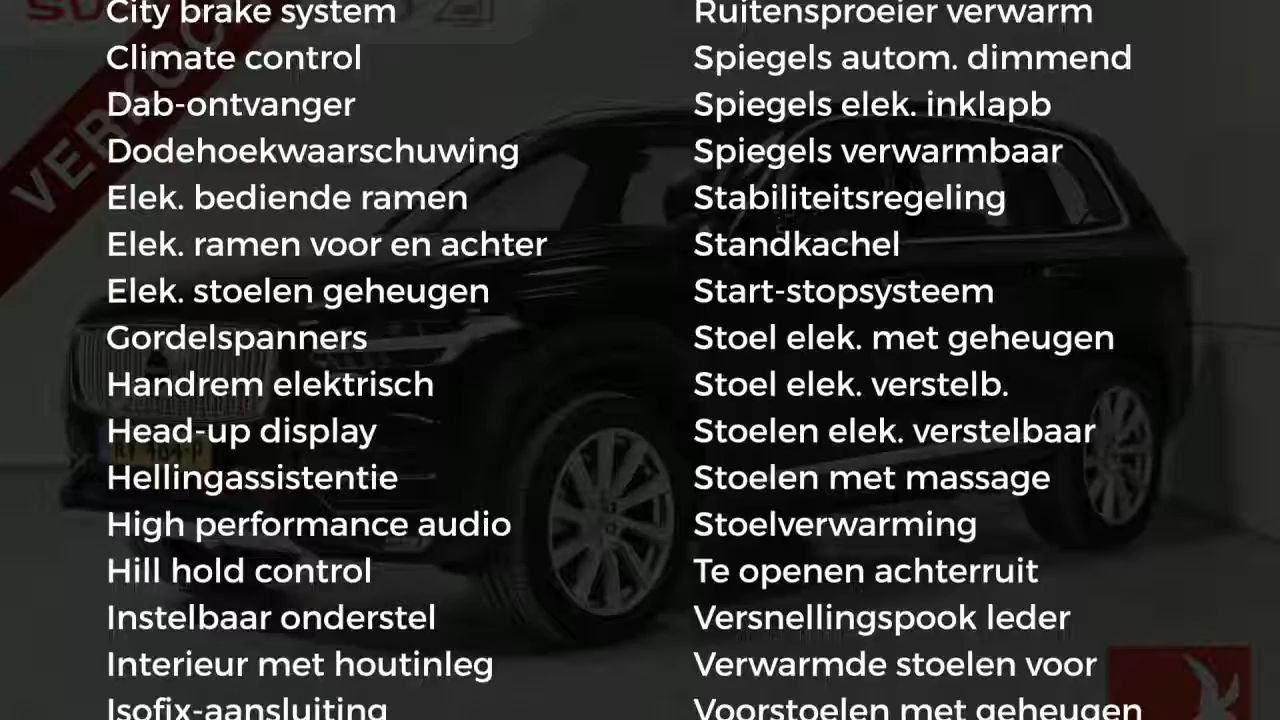 City brake system
Climate control
Dab-ontvanger
Dodehoekwaarschuwing
Elek. bediende ramen
Elek. ramen voor en achter
Elek. stoelen geheugen
Gordelspanners
Handrem elektrisch
Head-up display
Hellingassistentie
High performance audio
Hill hold control
Instelbaar onderstel
Interieur met houtinleg
Isofix-aansluiting
Ruitensproeier verwarm
Spiegels autom. dimmend
Spiegels elek. inklapb
Spiegels verwarmbaar
Stabiliteitsregeling
Standkachel
Start-stopsysteem
Stoel elek. met geheugen
Stoel elek. verstelb.
Stoelen elek. verstelbaar
Stoelen met massage
Stoelverwarming
Te openen achterruit
Versnellingspook leder
Verwarmde stoelen voor
Voorstoelen met geheugen